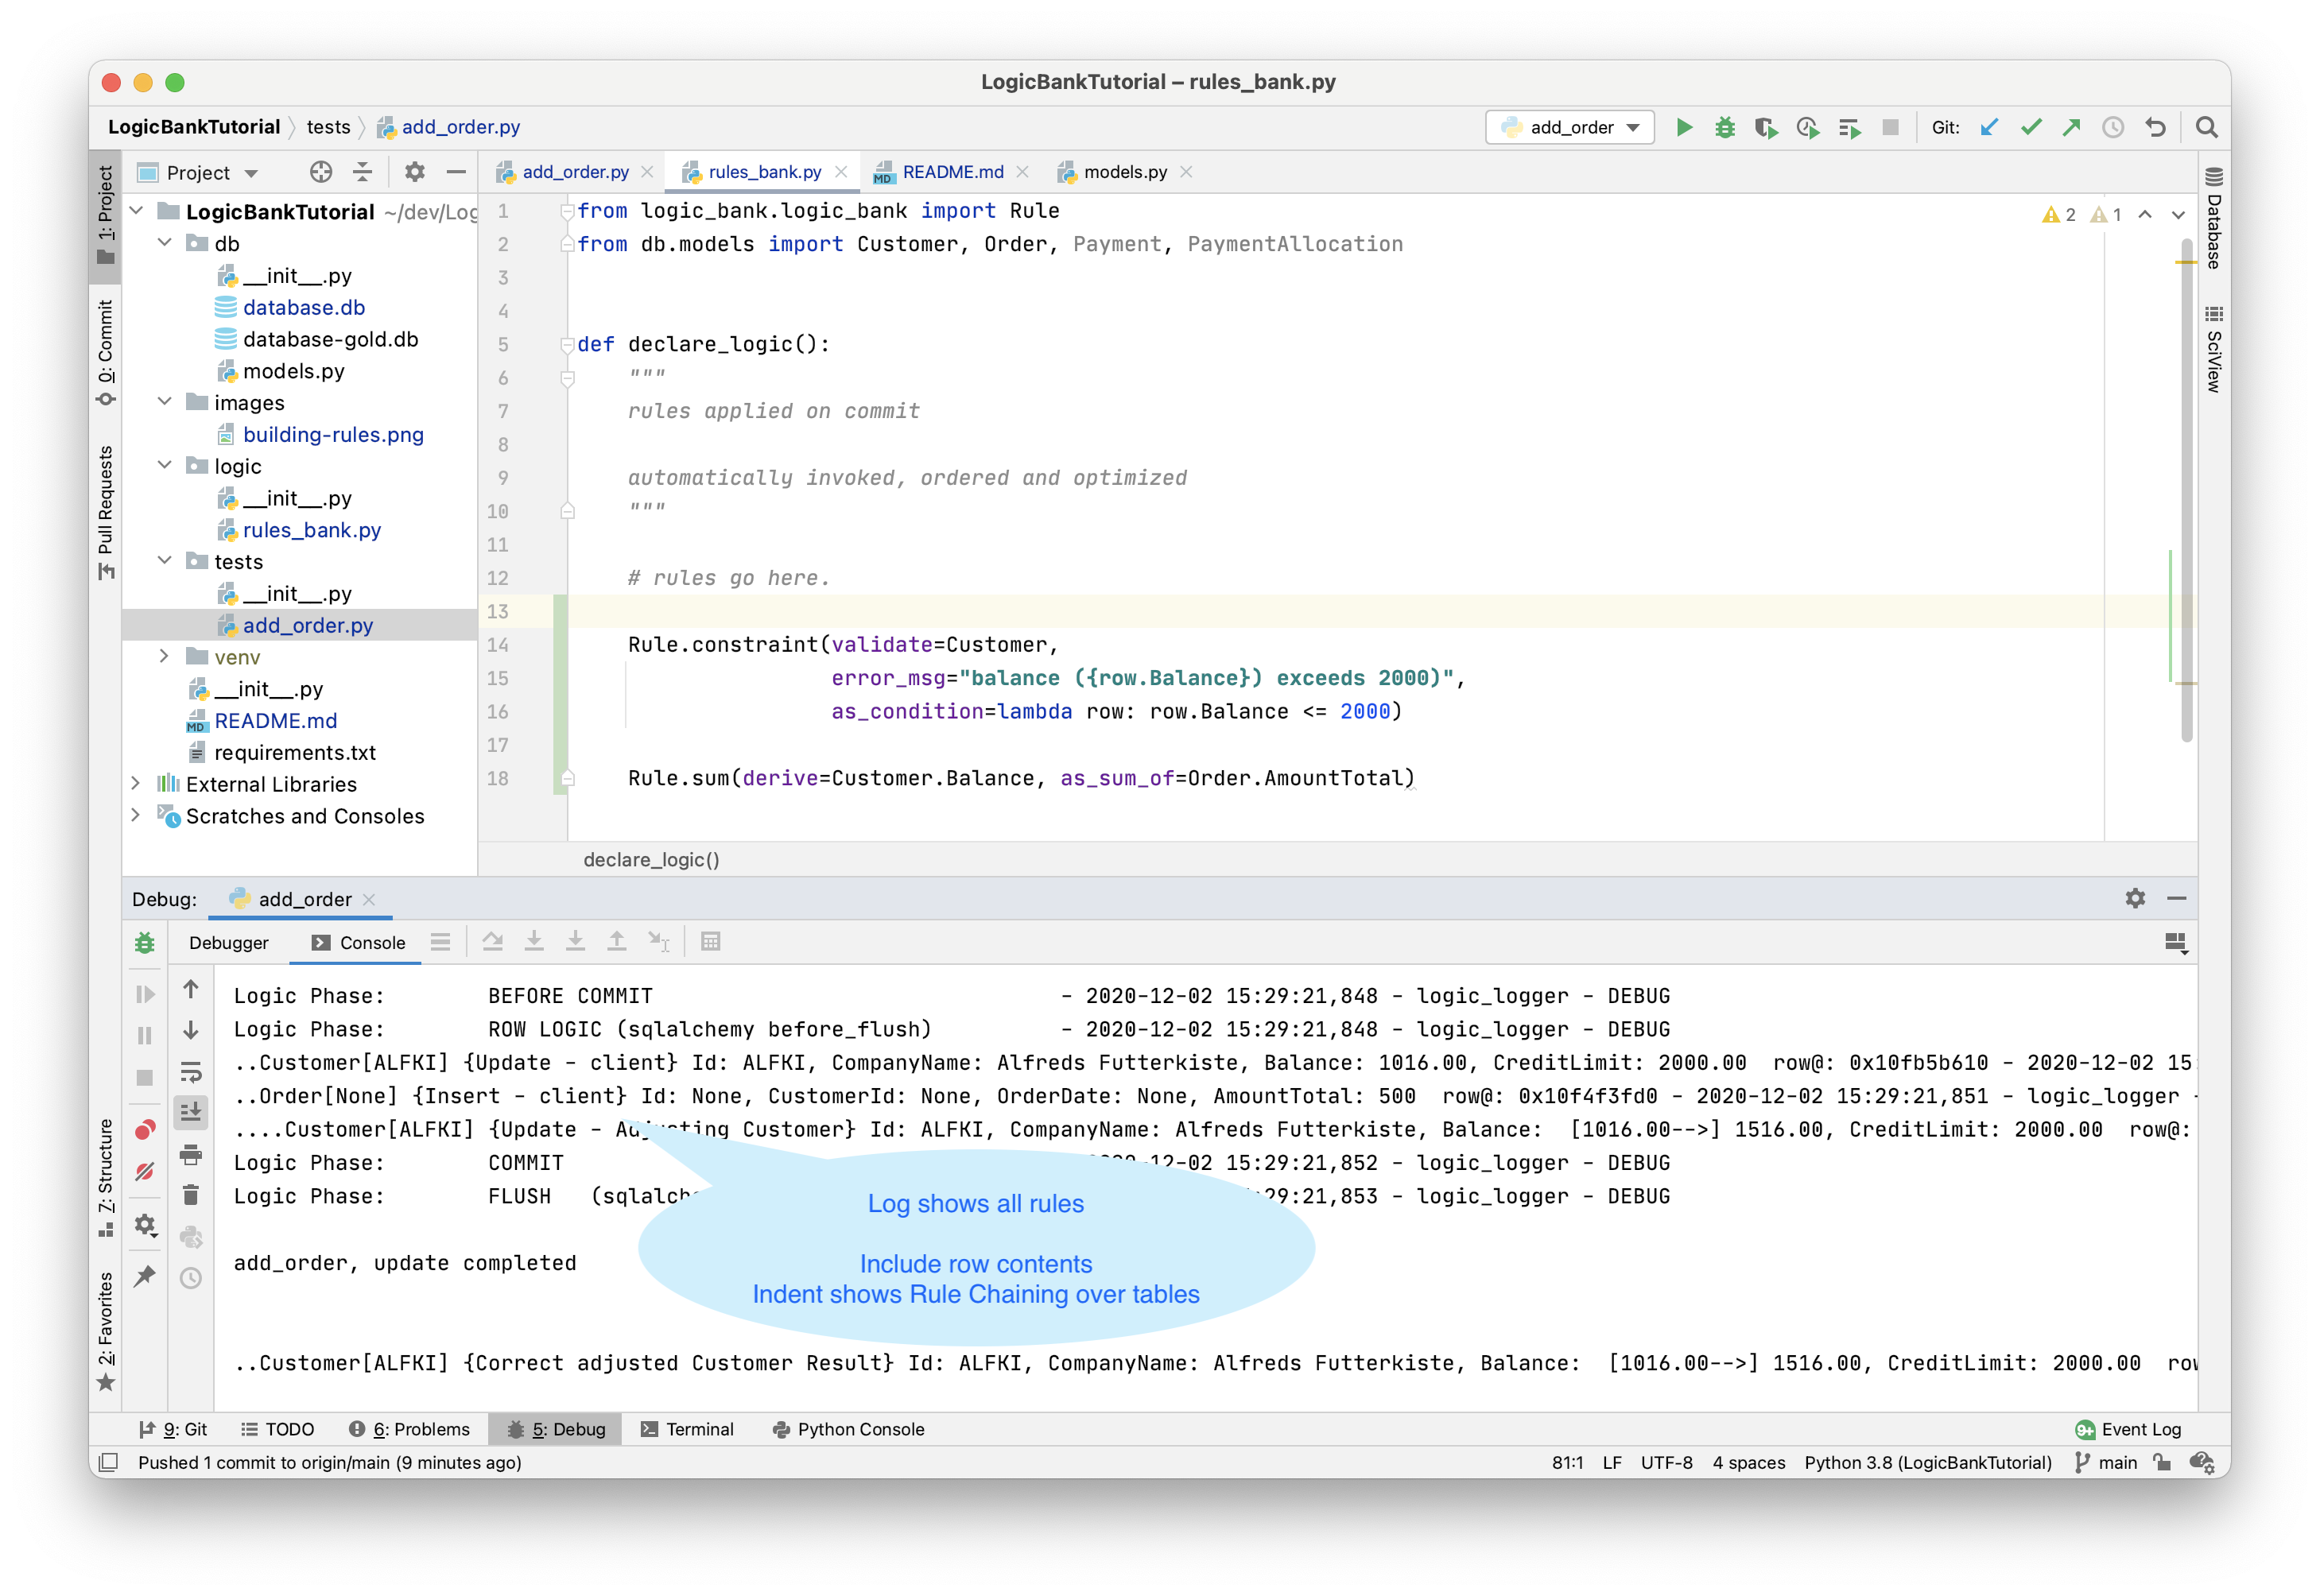 LogicBankTutorial – rules_bank.py
LogicBankTutorial tests add_order.py
add_order
Git:
1: Project
0: Commit
Pull Requests
7: Structure
2: Favorites
Database
SciView
Project
LogicBankTutorial ~/dev/Log
db
__init__.py
database.db
database-gold.db
models.py
images
building-rules.png
logic
__init__.py
rules_bank.py
tests
__init__.py
add_order.py
venv
__init__.py
README.md
requirements.txt
External Libraries
Scratches and Consoles
add_order.py rules_bank.py README.md models.py
2 1
1 from logic_bank.logic_bank import Rule
2 from db.models import Customer, Order, Payment, PaymentAllocation
3
4
5 def declare_logic():
6 """
7 rules applied on commit
8
9 automatically invoked, ordered and optimized
10 """
11
12 # rules go here.
13
14 Rule.constraint(validate=Customer,
15 error_msg="balance ({row.Balance}) exceeds 2000)",
16 as_condition=lambda row: row.Balance <= 2000)
17
18 Rule.sum(derive=Customer.Balance, as_sum_of=Order.AmountTotal)
declare_logic()
Debug: add_order
Debugger Console
Logic Phase: BEFORE COMMIT - 2020-12-02 15:29:21,848 - logic_logger - DEBUG
Logic Phase: ROW LOGIC (sqlalchemy before_flush) - 2020-12-02 15:29:21,848 - logic_logger - DEBUG
..Customer[ALFKI] {Update - client} Id: ALFKI, CompanyName: Alfreds Futterkiste, Balance: 1016.00, CreditLimit: 2000.00 row@: 0x10fb5b610 - 2020-12-02 15:
..Order[None] {Insert - client} Id: None, CustomerId: None, OrderDate: None, AmountTotal: 500 row@: 0x10f4f3fd0 - 2020-12-02 15:29:21,851 - logic_logger -
....Customer[ALFKI] {Update - Adjusting Customer} Id: ALFKI, CompanyName: Alfreds Futterkiste, Balance: [1016.00-->] 1516.00, CreditLimit: 2000.00 row@:
Logic Phase: COMMIT 12-02 15:29:21,852 - logic_logger - DEBUG
Logic Phase: FLUSH (sqlalche 29:21,853 - logic_logger - DEBUG
Log shows all rules
add_order, update completed
Include row contents
Indent shows Rule Chaining over tables
..Customer[ALFKI] {Correct adjusted Customer Result} Id: ALFKI, CompanyName: Alfreds Futterkiste, Balance: [1016.00-->] 1516.00, CreditLimit: 2000.00 row
9: Git TODO 6: Problems 5: Debug Terminal Python Console 9+ Event Log
Pushed 1 commit to origin/main (9 minutes ago) 81:1 LF UTF-8 4 spaces Python 3.8 (LogicBankTutorial) main